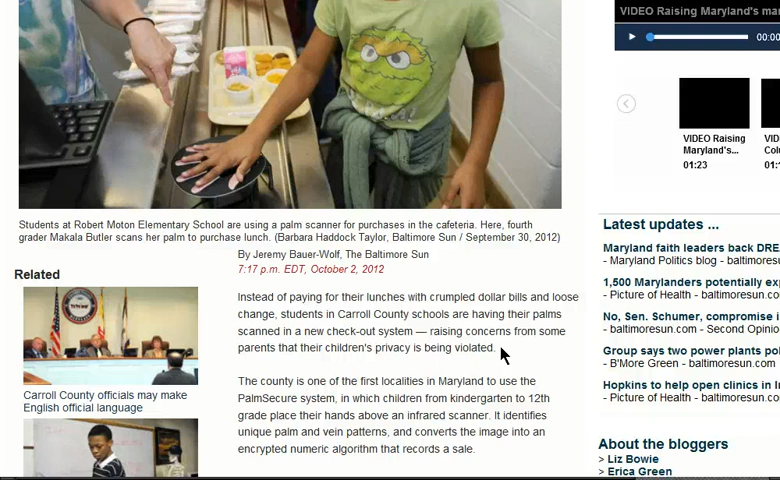 VIDEO Raising Maryland's
00:00
VIDEO Raising
Maryland's...
01:23
Students at Robert Moton Elementary School are using a palm scanner for purchases in the cafeteria. Here, fourth
grader Makala Butler scans her palm to purchase lunch. (Barbara Haddock Taylor, Baltimore Sun / September 30, 2012)
By Jeremy Bauer-Wolf, The Baltimore Sun
7:17 p.m. EDT, October 2, 2012
Related
Carroll County officials may make
English official language
Instead of paying for their lunches with crumpled dollar bills and loose
change, students in Carroll County schools are having their palms
scanned in a new check-out system — raising concerns from some
parents that their children's privacy is being violated.
The county is one of the first localities in Maryland to use the
PalmSecure system, in which children from kindergarten to 12th
grade place their hands above an infrared scanner. It identifies
unique palm and vein patterns, and converts the image into an
encrypted numeric algorithm that records a sale.
Latest updates ...
Maryland faith leaders back DRE
- Maryland Politics blog - baltimores
1,500 Marylanders potentially
- Picture of Health - baltimoresun.co
No, Sen. Schumer, compromise i
- baltimoresun.com - Second Opinio
Group says two power plants
- B'More Green - baltimoresun.com
Hopkins to help open clinics in
- Picture of Health - baltimoresun.co
About the bloggers
> Liz Bowie
> Erica Green